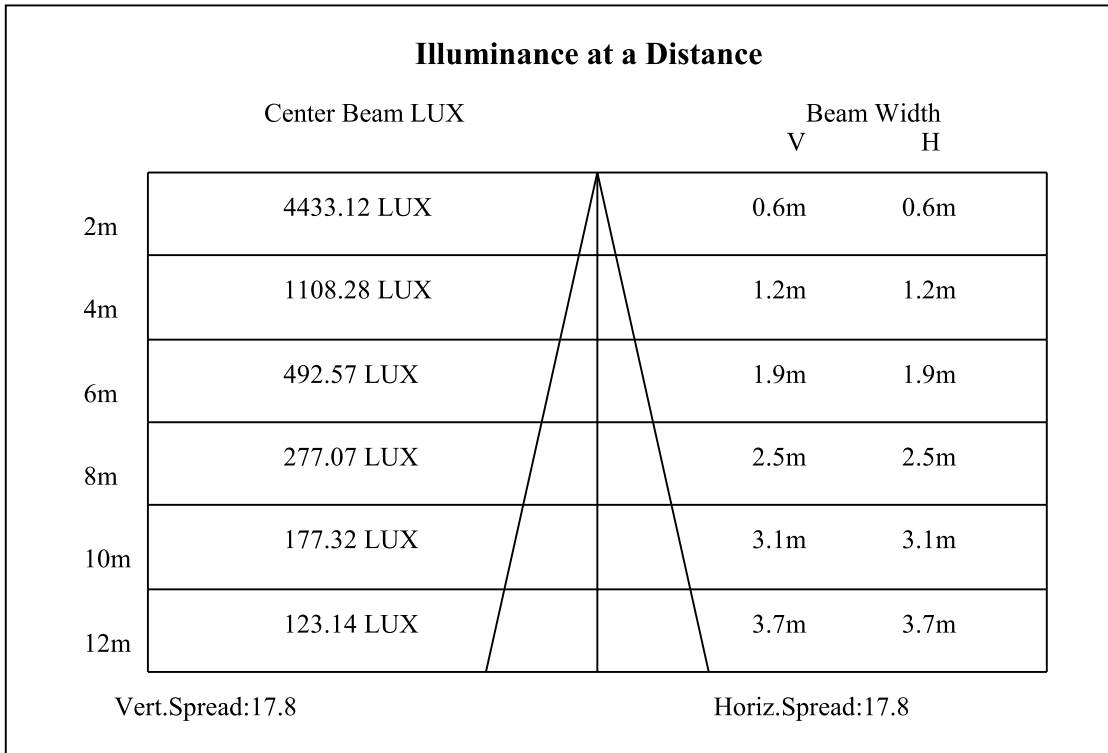 Illuminance at a Distance
Center Beam LUX Beam Width
V H
2m 4433.12 LUX 0.6m 0.6m
4m 1108.28 LUX 1.2m 1.2m
6m 492.57 LUX 1.9m 1.9m
8m 277.07 LUX 2.5m 2.5m
10m 177.32 LUX 3.1m 3.1m
12m 123.14 LUX 3.7m 3.7m
Vert.Spread:17.8 Horiz.Spread:17.8